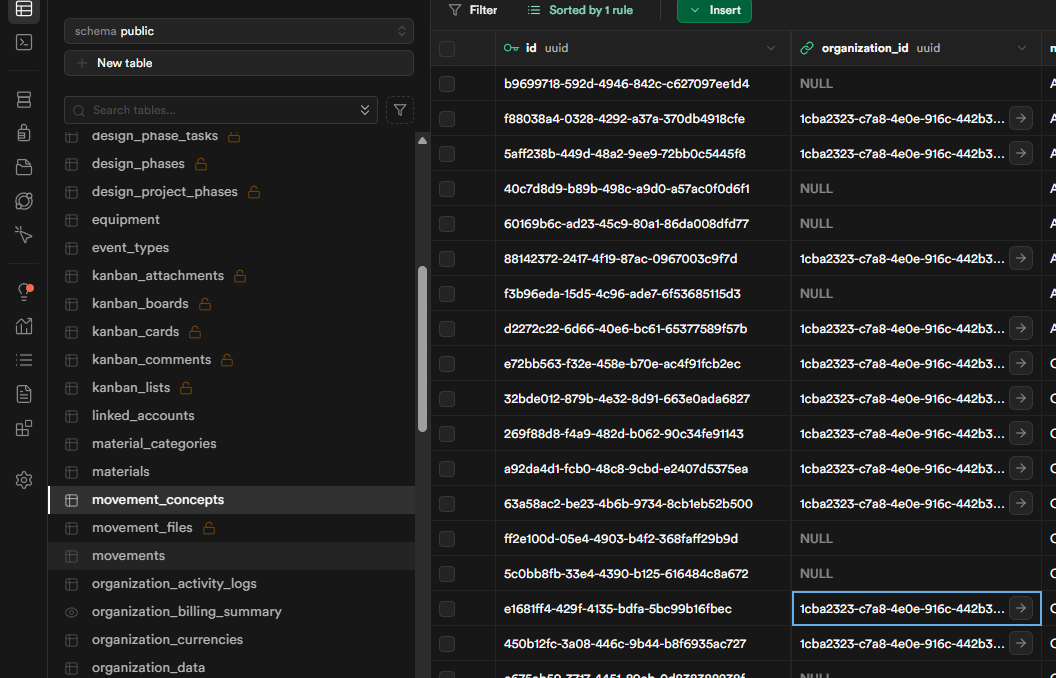 schema public
New table
Search tables...
design_phase_tasks
design_phases
design_project_phases
equipment
event_types
kanban_attachments
kanban_boards
kanban_cards
kanban_comments
kanban_lists
linked_accounts
material_categories
materials
movement_concepts
movement_files
movements
organization_activity_logs
organization_billing_summary
organization_currencies
organization_data
Filter Sorted by 1 rule Insert
id uuid organization_id uuid
b9699718-592d-4946-842c-c627097ee1d4 NULL
f88038a4-0328-4292-a37a-370db4918cfe 1cba2323-c7a8-4e0e-916c-442b3...
5aff238b-449d-48a2-9ee9-72bb0c5445f8 1cba2323-c7a8-4e0e-916c-442b3...
40c7d8d9-b89b-498c-a9d0-a57ac0f0d6f1 NULL
60169b6c-ad23-45c9-80a1-86da008dfd77 NULL
88142372-2417-4f19-87ac-0967003c9f7d 1cba2323-c7a8-4e0e-916c-442b3...
f3b96eda-15d5-4c96-ade7-6f53685115d3 NULL
d2272c22-6d66-40e6-bc61-65377589f57b 1cba2323-c7a8-4e0e-916c-442b3...
e72bb563-f32e-458e-b70e-ac4f91fcb2ec 1cba2323-c7a8-4e0e-916c-442b3...
32bde012-879b-4e32-8d91-663e0ada6827 1cba2323-c7a8-4e0e-916c-442b3...
269f88d8-f4a9-482d-b062-90c34fe91143 1cba2323-c7a8-4e0e-916c-442b3...
a92da4d1-fcb0-48c8-9cbd-e2407d5375ea 1cba2323-c7a8-4e0e-916c-442b3...
63a58ac2-be23-4b6b-9734-8cb1eb52b500 1cba2323-c7a8-4e0e-916c-442b3...
ff2e100d-05e4-4903-b4f2-368faff29b9d NULL
5c0bb8fb-33e4-4390-b125-616484c8a672 NULL
e1681ff4-429f-4135-bdfa-5bc99b16fbec 1cba2323-c7a8-4e0e-916c-442b3...
450b12fc-3a08-446c-9b44-b8f6935ac727 1cba2323-c7a8-4e0e-916c-442b3...